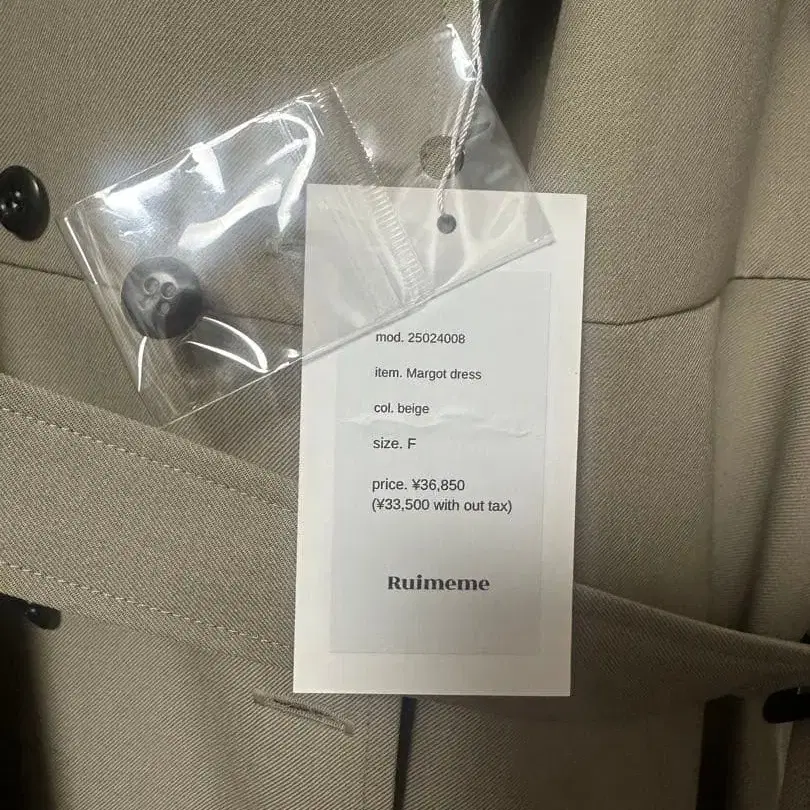 mod. 25024008
item. Margot dress
col. beige
size. F
price. ¥36,850
(¥33,500 with out tax)
Ruimeme